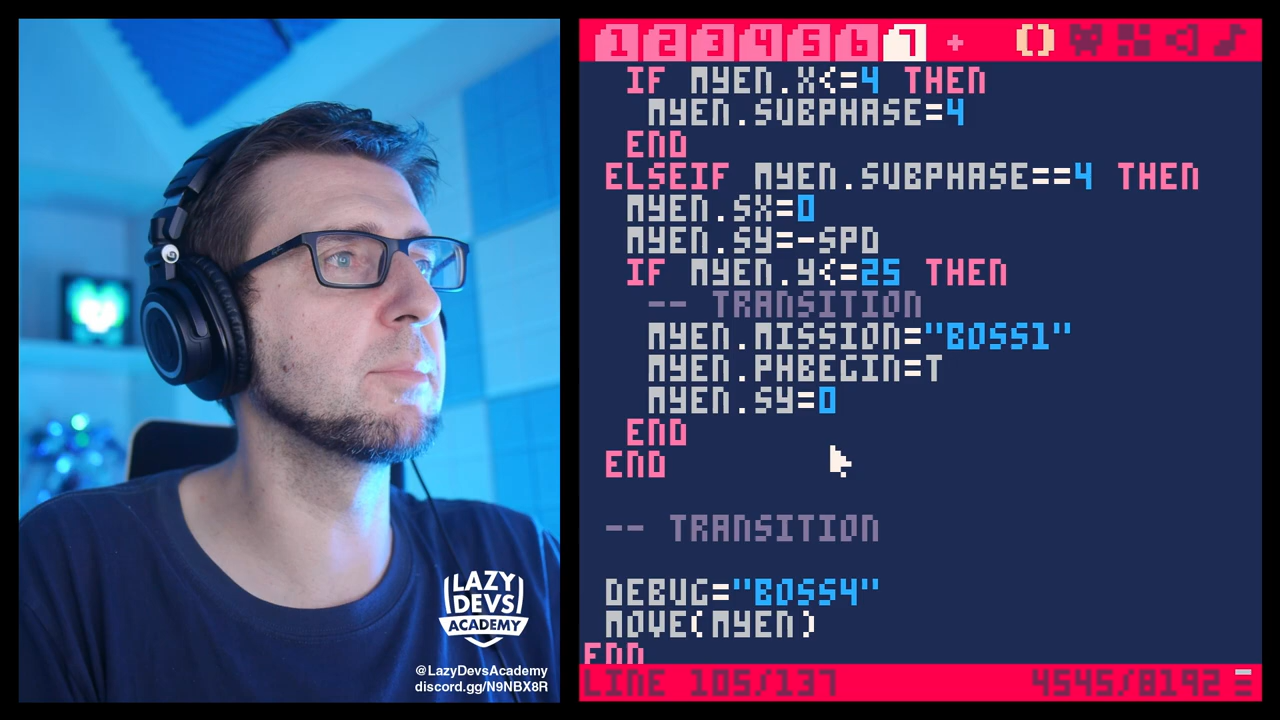 1 2 3 4 5 6 7 + ()
IF MYEN.X<=4 THEN
MYEN.SUBPHASE=4
END
ELSEIF MYEN.SUBPHASE==4 THEN
MYEN.SX=0
MYEN.SY=-SPD
IF MYEN.Y<=25 THEN
-- TRANSITION
MYEN.MISSION="BOSS1"
MYEN.PHBEGIN=T
MYEN.SY=0
END
END
-- TRANSITION
DEBUG="BOSS4"
MOVE(MYEN)
END
LINE 105/137 4545/8192
LAZY
DEVS
ACADEMY
@LazyDevsAcademy
discord.gg/N9NBX8R